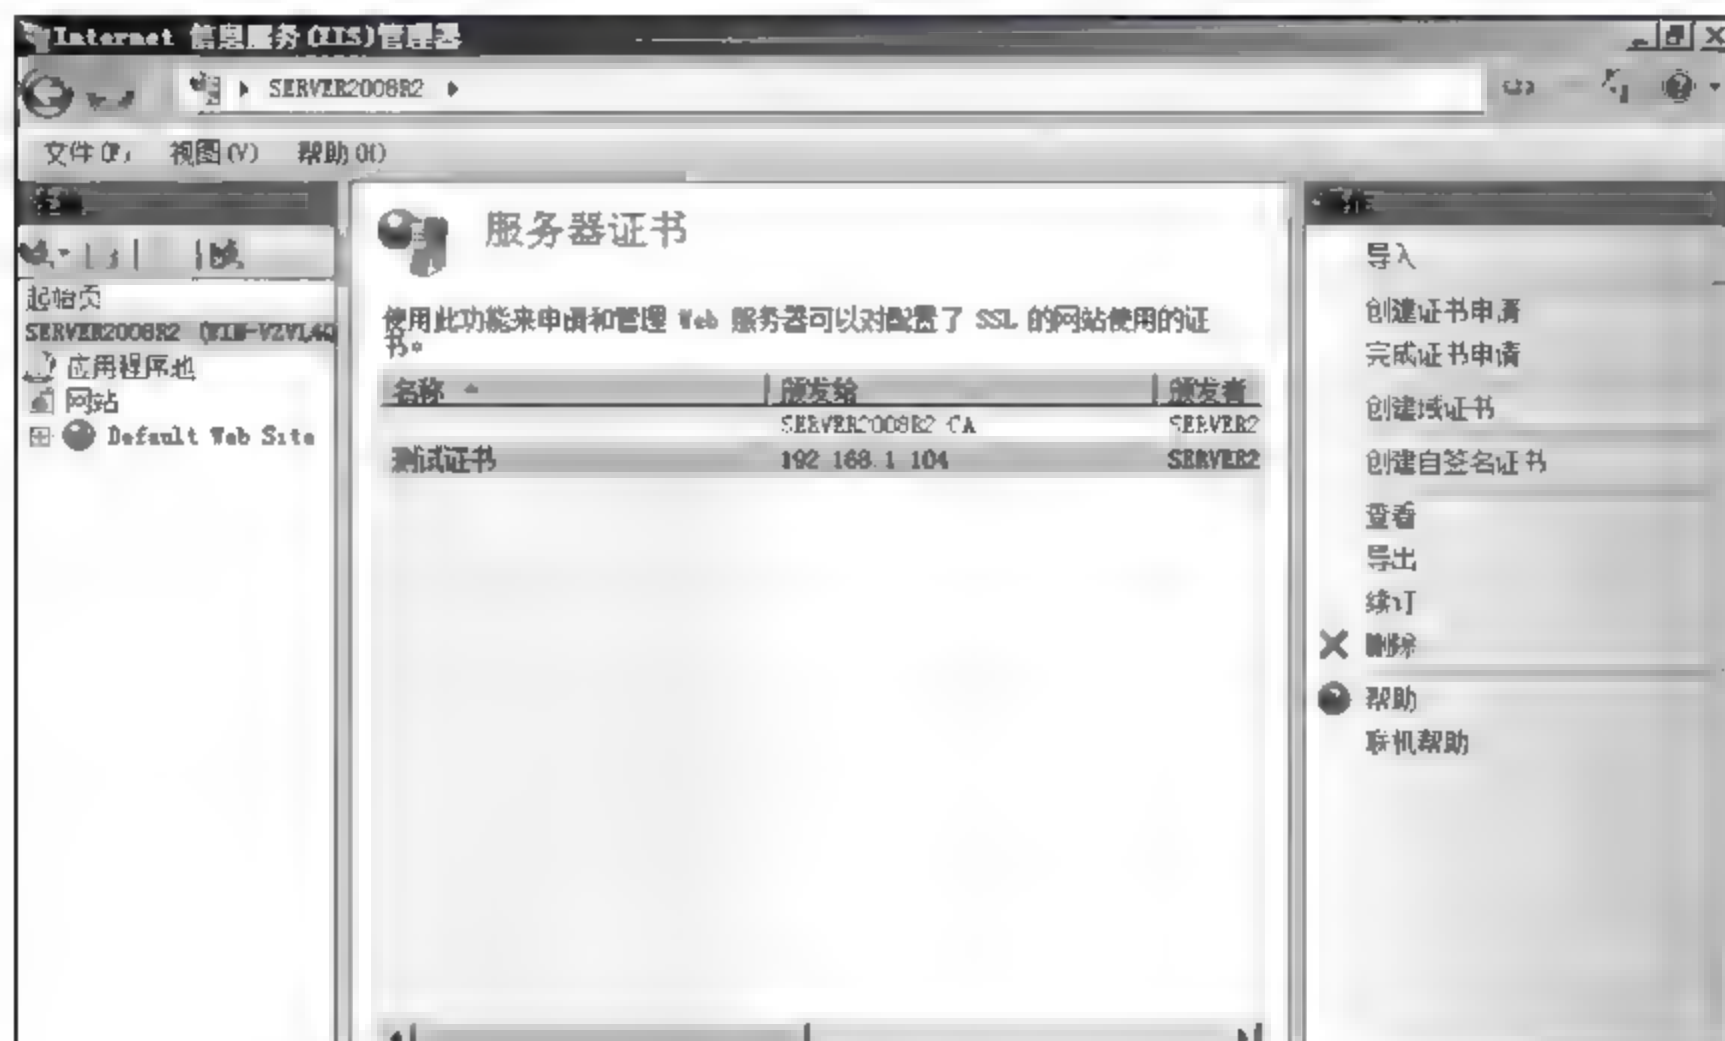 Internet 信息服务(IIS)管理器
SERVER2008R2
文件(F) 视图(V) 帮助(H)
起始页
SERVER2008R2
应用程序池
网站
Default Web Site
服务器证书
使用此功能来申请和管理 Web 服务器可以对配置了 SSL 的网站使用的证
书。
名称 颁发给 颁发者
SERVER2008R2-CA SERVER2
测试证书 192.168.1.104 SERVER2
导入
创建证书申请
完成证书申请
创建域证书
创建自签名证书
查看
导出
续订
删除
帮助
联机帮助